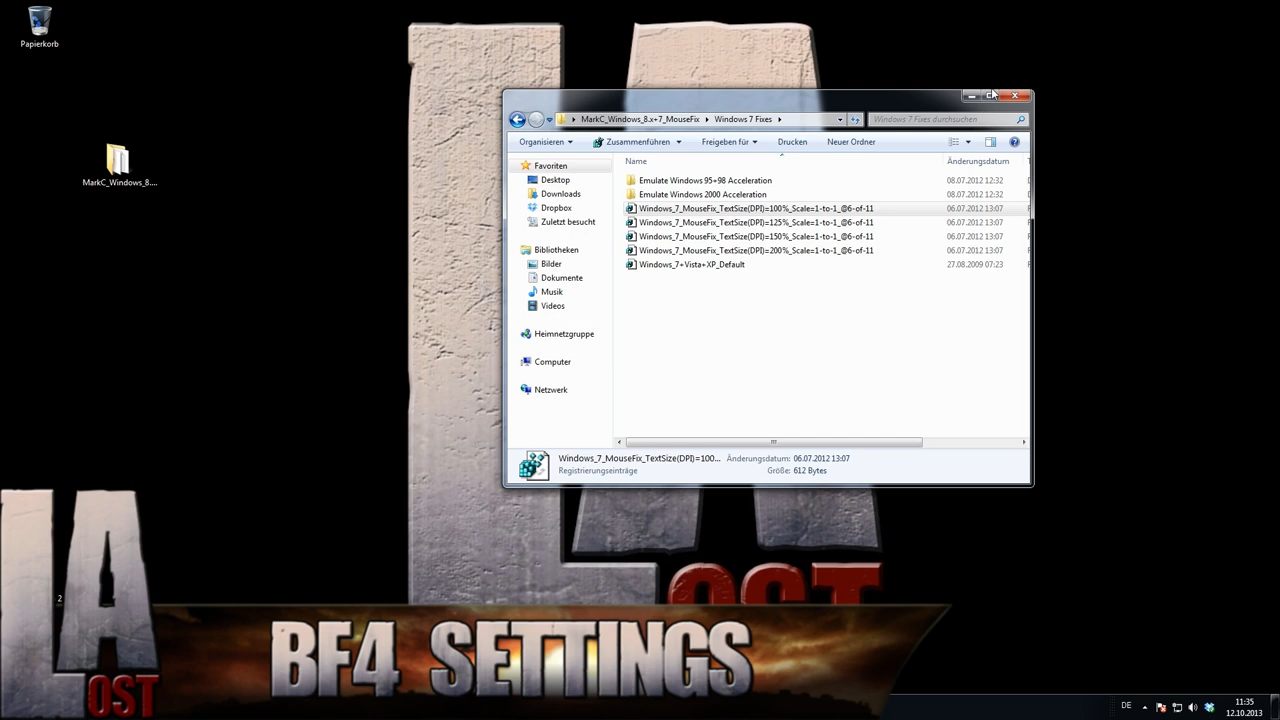 Papierkorb
MarkC_Windows_8....
MarkC_Windows_8.x+7_MouseFix
Windows 7 Fixes
Windows 7 Fixes durchsuchen
Organisieren
Zusammenführen
Freigeben für
Drucken
Neuer Ordner
Favoriten
Desktop
Downloads
Dropbox
Zuletzt besucht
Bibliotheken
Bilder
Dokumente
Musik
Videos
Heimnetzgruppe
Computer
Netzwerk
Name
Änderungsdatum
Emulate Windows 95+98 Acceleration
08.07.2012 12:32
Emulate Windows 2000 Acceleration
08.07.2012 12:32
Windows_7_MouseFix_TextSize(DPI)=100%_Scale=1-to-1_@6-of-11
06.07.2012 13:07
Windows_7_MouseFix_TextSize(DPI)=125%_Scale=1-to-1_@6-of-11
06.07.2012 13:07
Windows_7_MouseFix_TextSize(DPI)=150%_Scale=1-to-1_@6-of-11
06.07.2012 13:07
Windows_7_MouseFix_TextSize(DPI)=200%_Scale=1-to-1_@6-of-11
06.07.2012 13:07
Windows_7+Vista+XP_Default
27.08.2009 07:23
Windows_7_MouseFix_TextSize(DPI)=100...
Änderungsdatum: 06.07.2012 13:07
Registrierungseinträge
Größe: 612 Bytes
LA
OST
2
LA
OST
BF4 SETTINGS
DE
11:35
12.10.2013